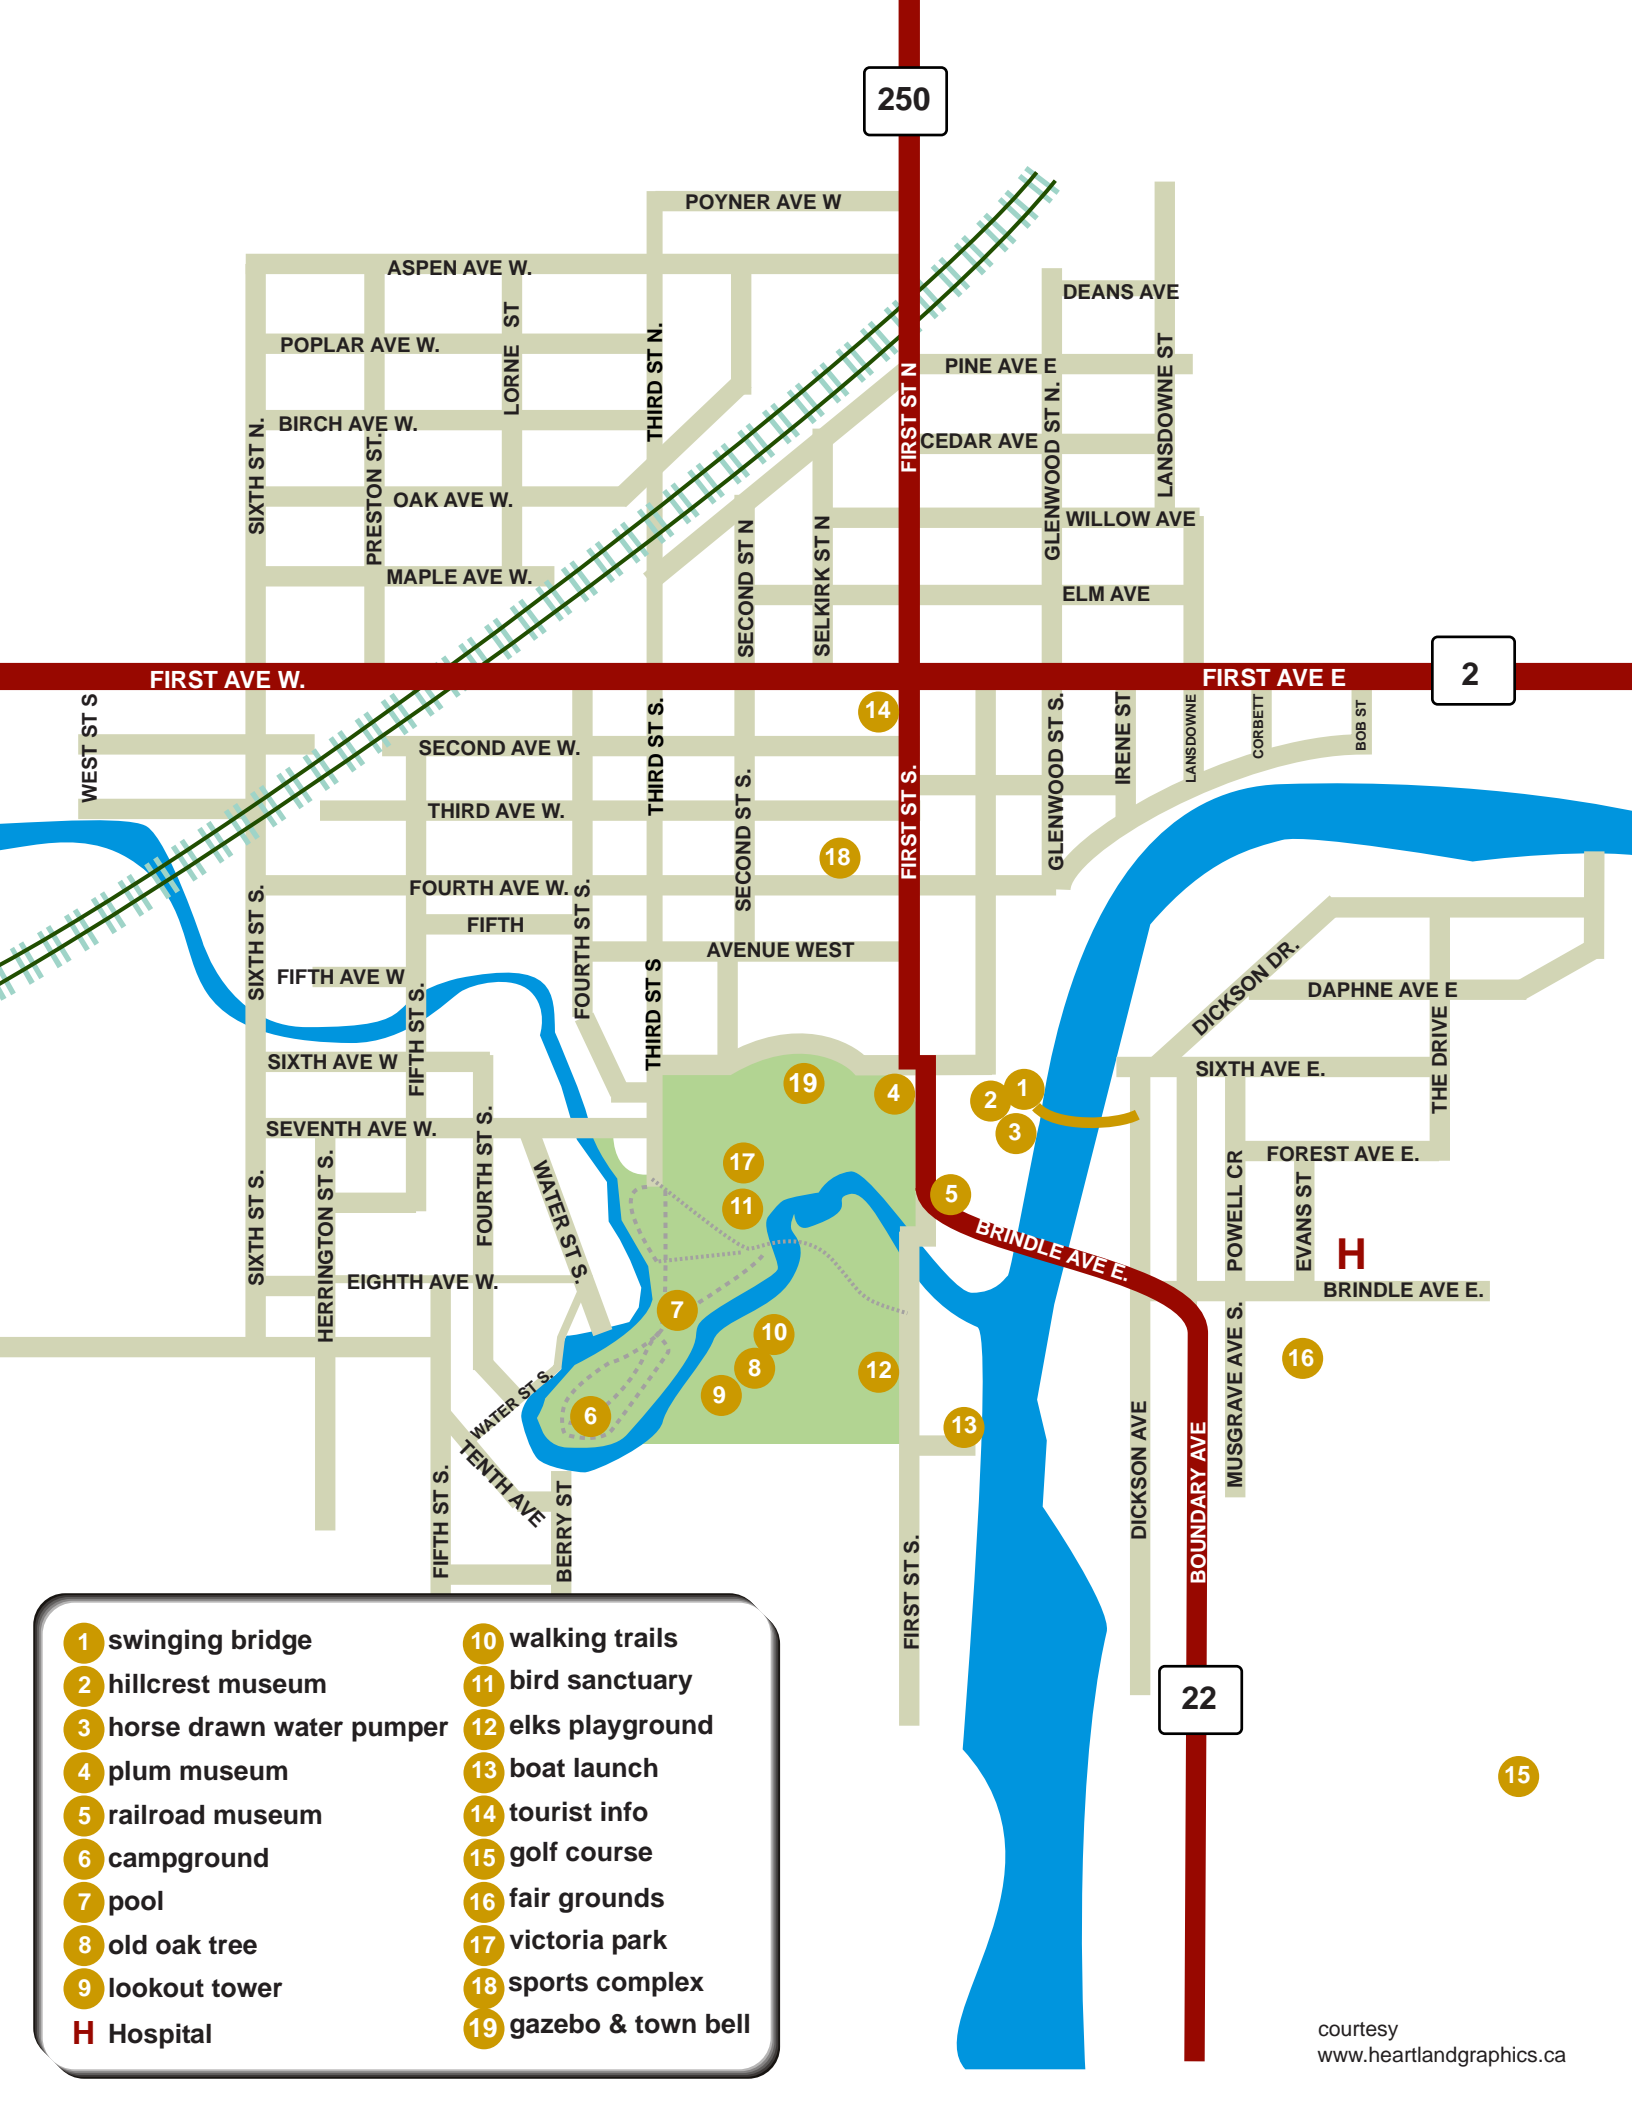 250
POYNER AVE W
ASPEN AVE W.
DEANS AVE
LORNE ST
POPLAR AVE W.
THIRD ST N.
PINE AVE E
LANSDOWNE ST
FIRST ST N
BIRCH AVE W.
SIXTH ST N.
PRESTON ST.
CEDAR AVE
GLENWOOD ST N.
OAK AVE W.
WILLOW AVE
SECOND ST N
SELKIRK ST N
MAPLE AVE W.
ELM AVE
FIRST AVE W.
FIRST AVE E
2
WEST ST S
14
THIRD ST S.
GLENWOOD ST S.
IRENE ST
LANSDOWNE
CORBETT
BOB ST
SECOND AVE W.
FIRST ST S.
SECOND ST S.
THIRD AVE W.
18
SIXTH ST S.
FOURTH AVE W.
FOURTH ST S.
FIFTH
AVENUE WEST
FIFTH AVE W
THIRD ST S
FIFTH ST S.
DICKSON DR.
DAPHNE AVE E
THE DRIVE
SIXTH AVE W
SIXTH AVE E.
19
4
2
1
3
SEVENTH AVE W.
FOURTH ST S.
HERRINGTON ST S.
SIXTH ST S.
WATER ST S.
17
11
5
FOREST AVE E.
POWELL CR
EVANS ST
H
BRINDLE AVE E.
EIGHTH AVE W.
BRINDLE AVE E.
7
10
8
9
12
6
13
16
MUSGRAVE AVE S.
WATER ST S.
TENTH AVE
FIFTH ST S.
BERRY ST
FIRST ST S.
DICKSON AVE
BOUNDARY AVE
22
15
1 swinging bridge
2 hillcrest museum
3 horse drawn water pumper
4 plum museum
5 railroad museum
6 campground
7 pool
8 old oak tree
9 lookout tower
H Hospital
10 walking trails
11 bird sanctuary
12 elks playground
13 boat launch
14 tourist info
15 golf course
16 fair grounds
17 victoria park
18 sports complex
19 gazebo & town bell
courtesy
www.heartlandgraphics.ca